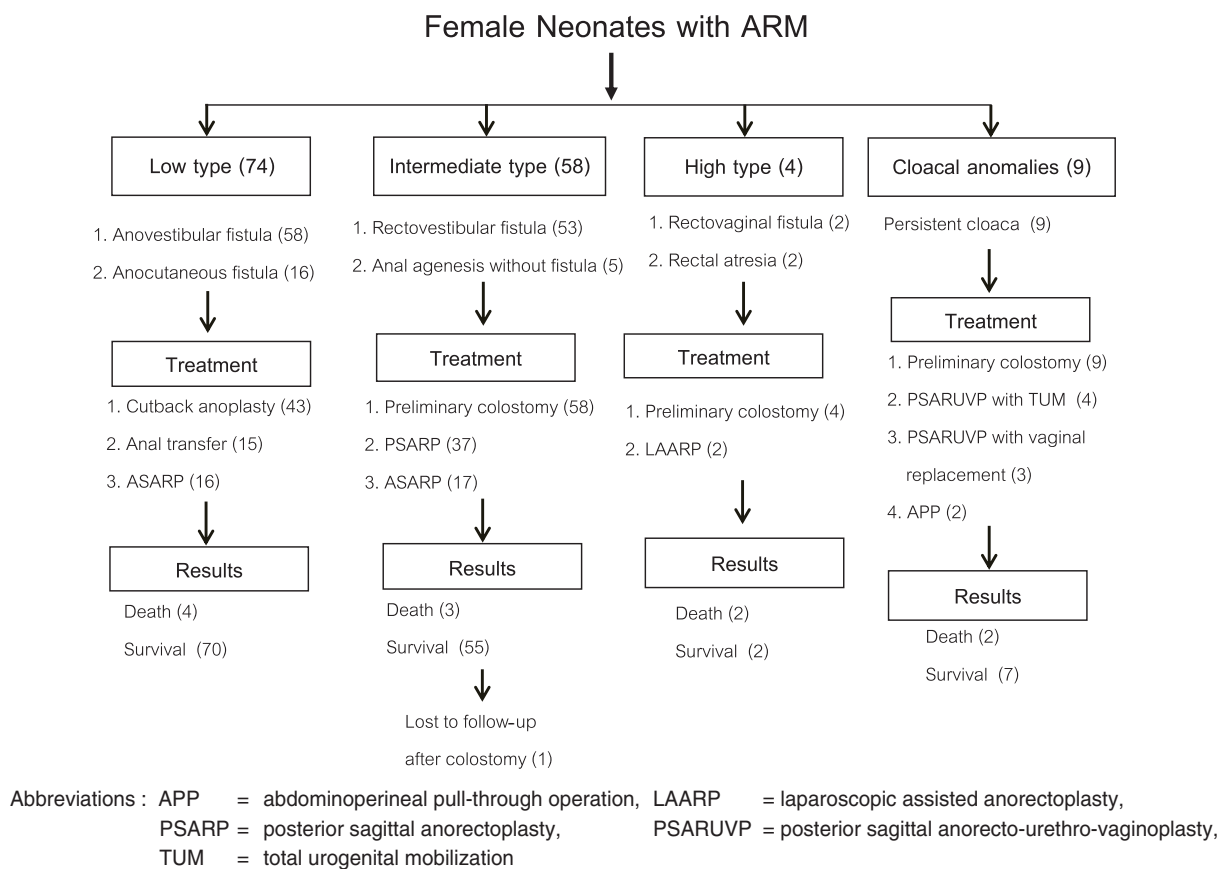 Female Neonates with ARM
Low type (74)
1. Anovestibular fistula (58)
2. Anocutaneous fistula (16)
Treatment
1. Cutback anoplasty (43)
2. Anal transfer (15)
3. ASARP (16)
Results
Death (4)
Survival (70)
Intermediate type (58)
1. Rectovestibular fistula (53)
2. Anal agenesis without fistula (5)
Treatment
1. Preliminary colostomy (58)
2. PSARP (37)
3. ASARP (17)
Results
Death (3)
Survival (55)
Lost to follow-up
after colostomy (1)
High type (4)
1. Rectovaginal fistula (2)
2. Rectal atresia (2)
Treatment
1. Preliminary colostomy (4)
2. LAARP (2)
Results
Death (2)
Survival (2)
Cloacal anomalies (9)
Persistent cloaca (9)
Treatment
1. Preliminary colostomy (9)
2. PSARUVP with TUM (4)
3. PSARUVP with vaginal
replacement (3)
4. APP (2)
Results
Death (2)
Survival (7)
Abbreviations : APP = abdominoperineal pull-through operation, LAARP = laparoscopic assisted anorectoplasty,
PSARP = posterior sagittal anorectoplasty, PSARUVP = posterior sagittal anorecto-urethro-vaginoplasty,
TUM = total urogenital mobilization